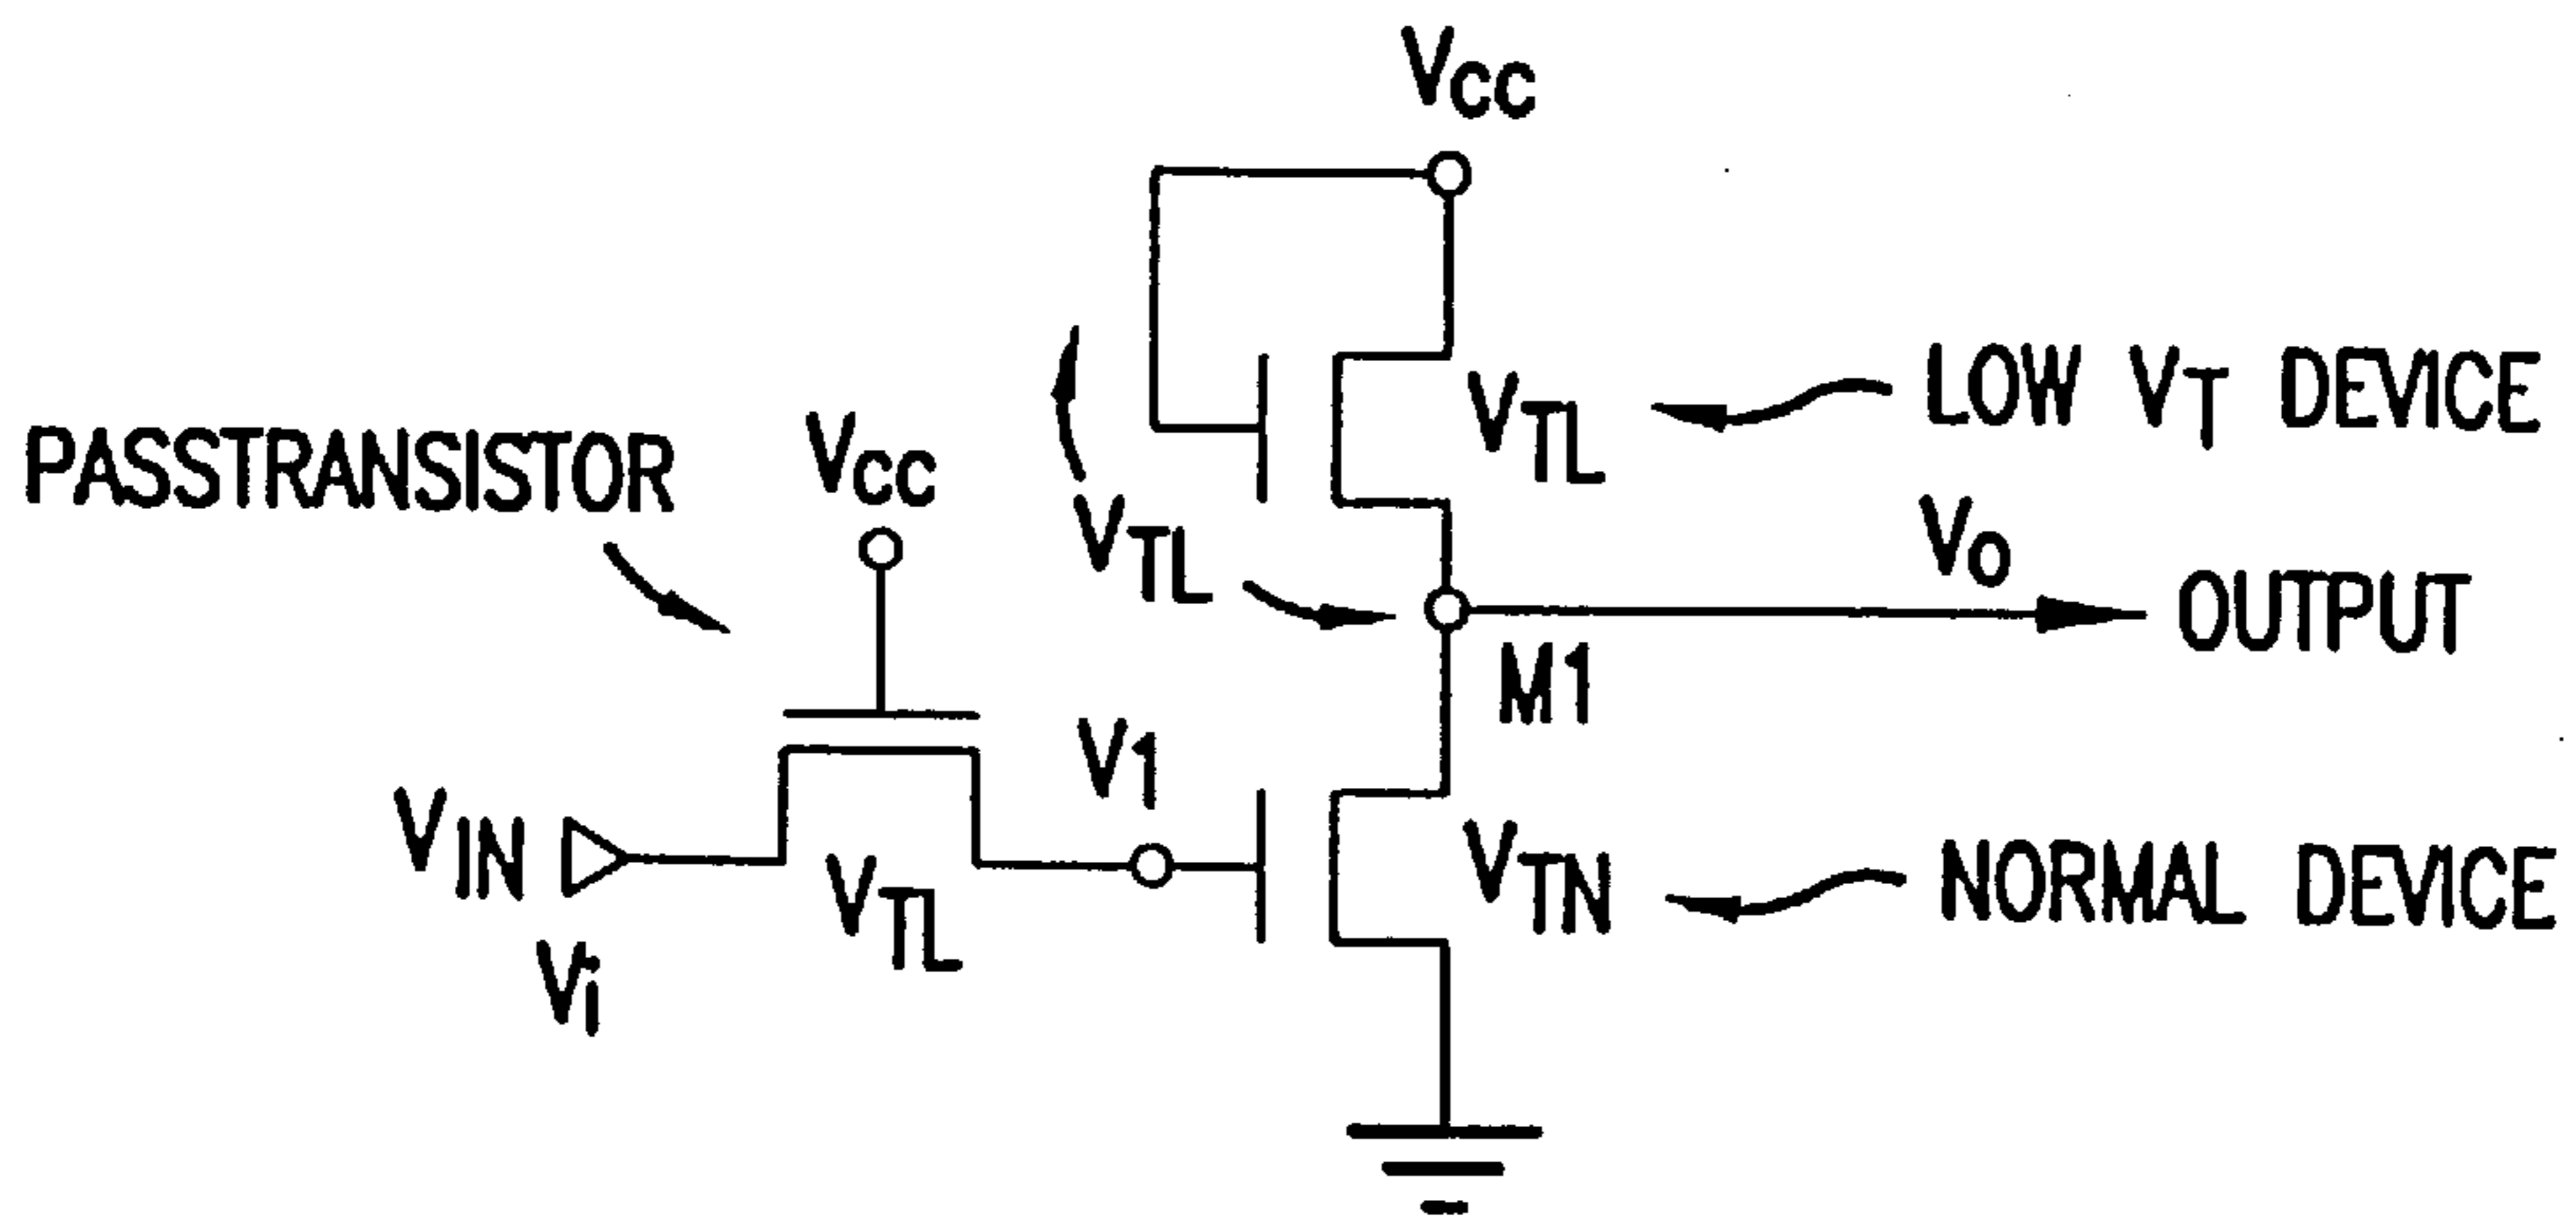 VCC
LOW VT DEVICE
VTL
PASSTRANSISTOR
VCC
VTL
VO
OUTPUT
M1
V1
VIN
VTL
VTN
NORMAL DEVICE
Vi